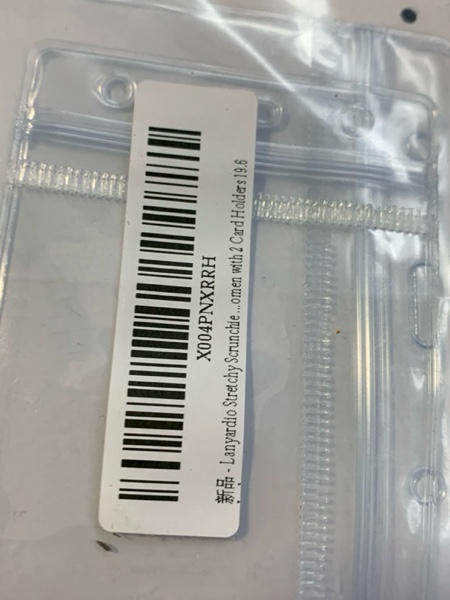 X004PNXRRH
新品 - Lanyardio Stretchy Scrunchie ...omen with 2 Card Holders 19.6